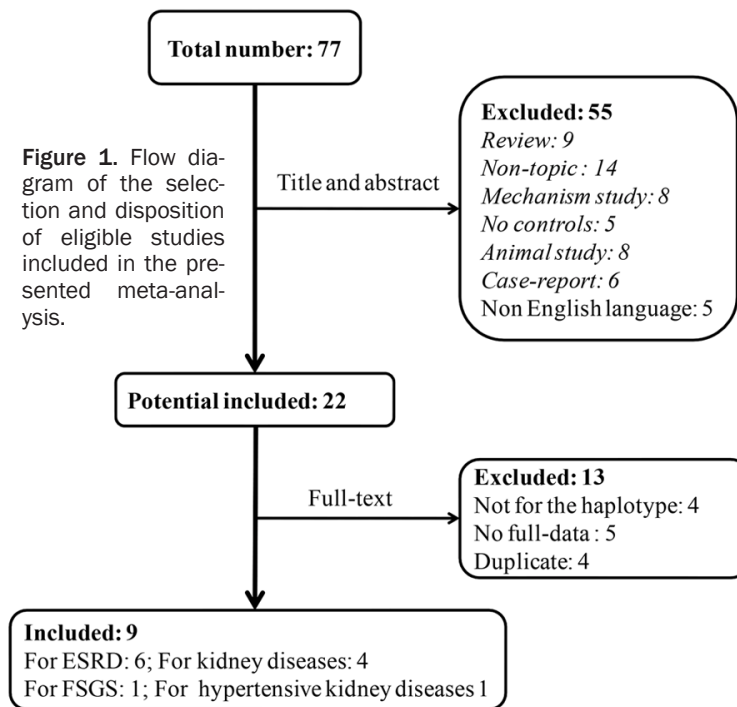 Total number: 77
Figure 1. Flow dia-
gram of the selec-
tion and disposition
of eligible studies
included in the pre-
sented meta-anal-
ysis.
Title and abstract
Excluded: 55
Review: 9
Non-topic : 14
Mechanism study: 8
No controls: 5
Animal study: 8
Case-report: 6
Non English language: 5
Potential included: 22
Full-text
Excluded: 13
Not for the haplotype: 4
No full-data : 5
Duplicate: 4
Included: 9
For ESRD: 6; For kidney diseases: 4
For FSGS: 1; For hypertensive kidney diseases 1